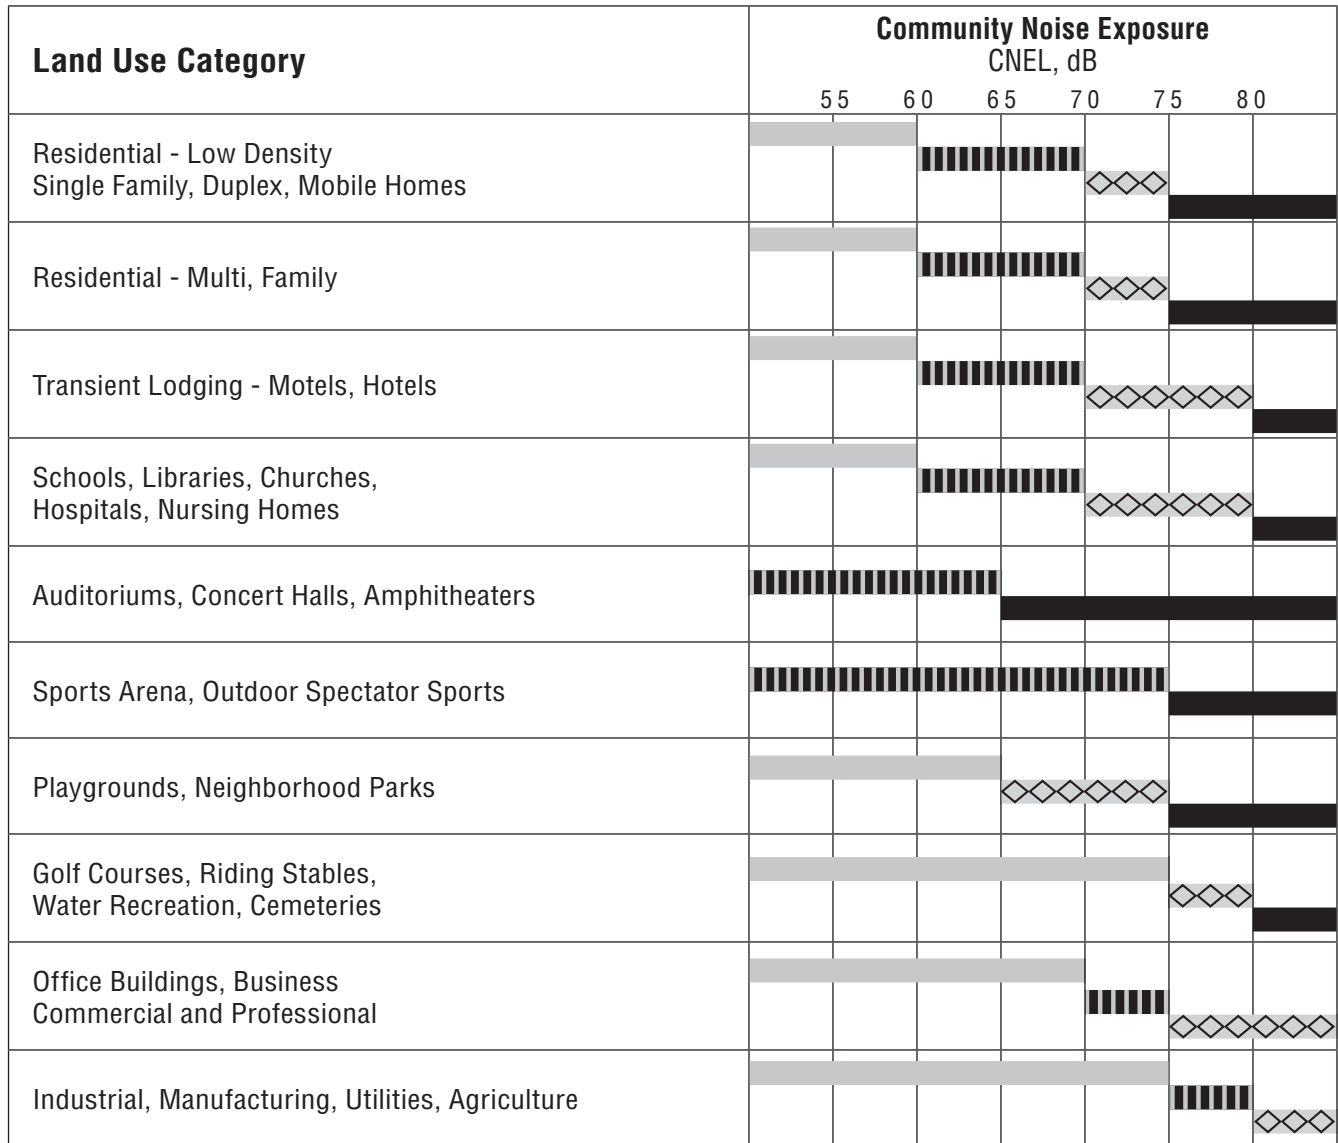 Land Use Category
Community Noise Exposure
CNEL, dB
55 60 65 70 75 80
Residential - Low Density
Single Family, Duplex, Mobile Homes
Residential - Multi, Family
Transient Lodging - Motels, Hotels
Schools, Libraries, Churches,
Hospitals, Nursing Homes
Auditoriums, Concert Halls, Amphitheaters
Sports Arena, Outdoor Spectator Sports
Playgrounds, Neighborhood Parks
Golf Courses, Riding Stables,
Water Recreation, Cemeteries
Office Buildings, Business
Commercial and Professional
Industrial, Manufacturing, Utilities, Agriculture